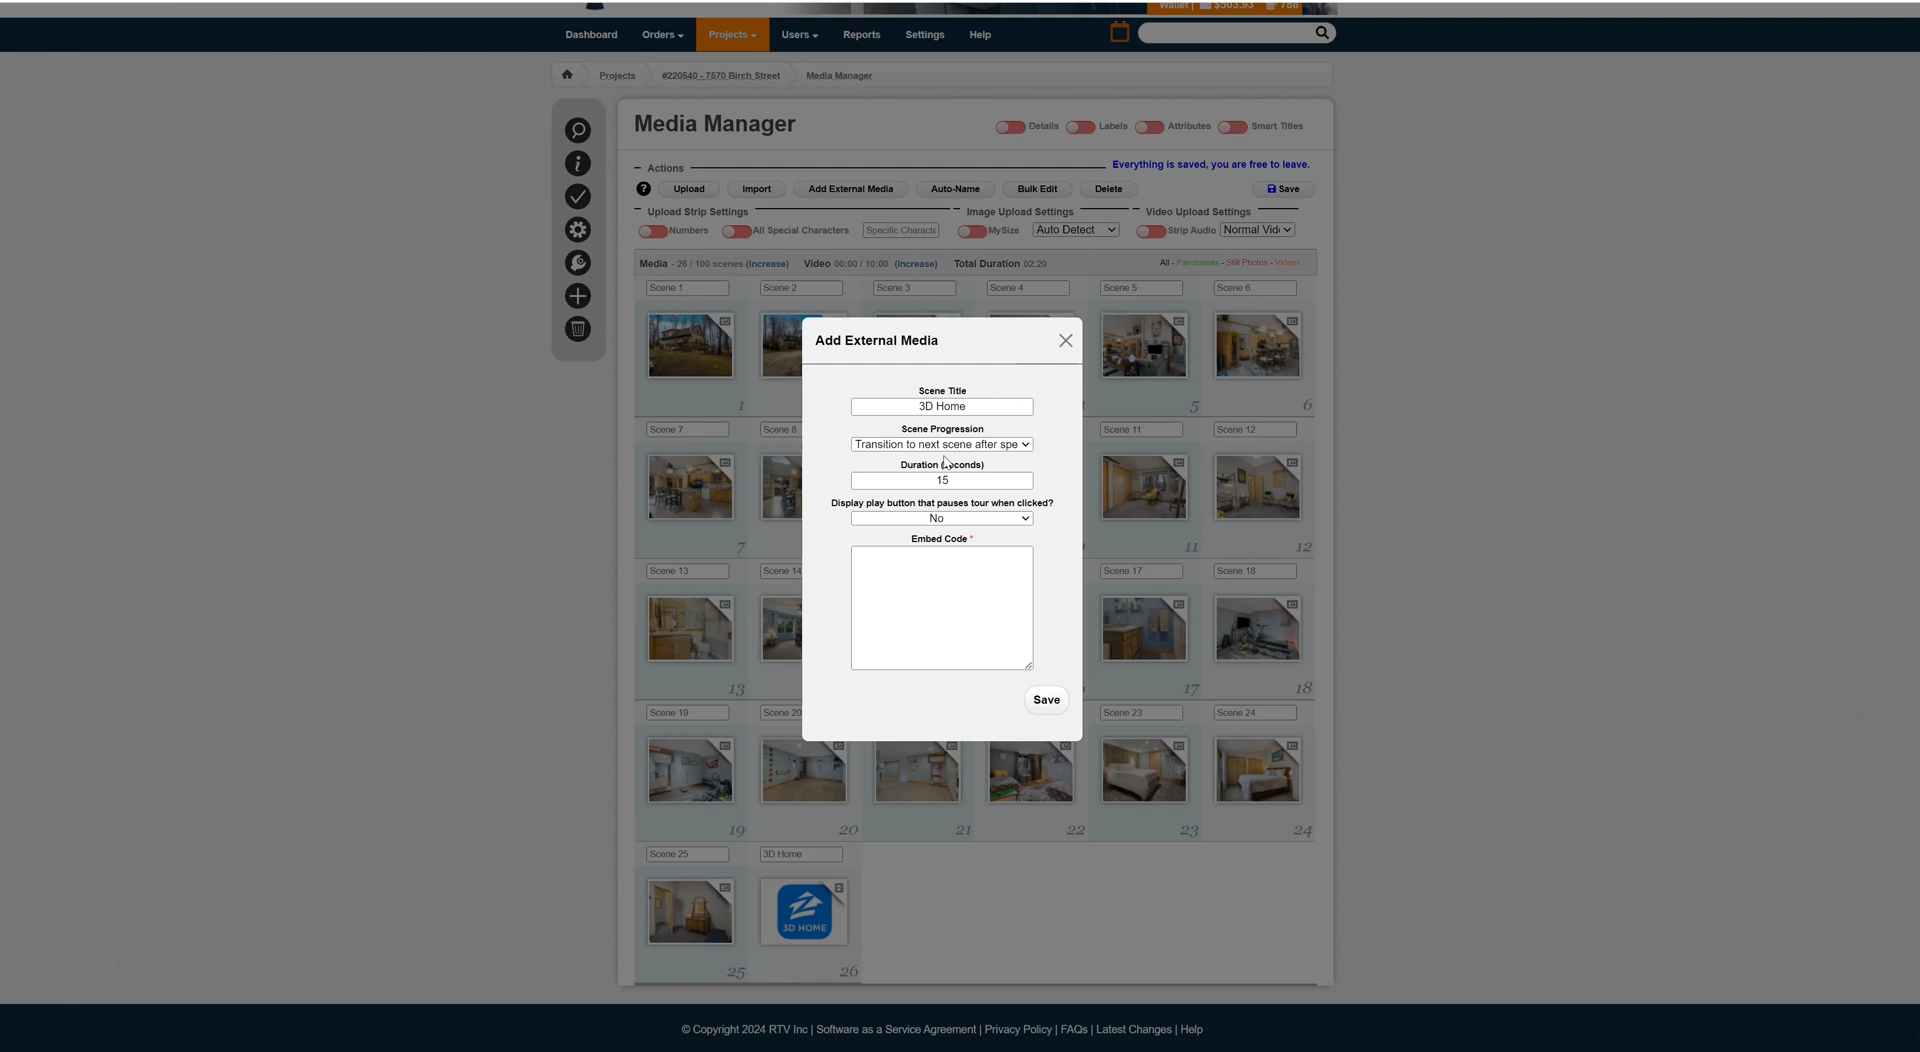 Wallet | $503.93 788
Dashboard Orders Projects Users Reports Settings Help
Projects #220540 - 7570 Birch Street Media Manager
Media Manager Details Labels Attributes Smart Titles
Actions Everything is saved, you are free to leave.
? Upload Import Add External Media Auto-Name Bulk Edit Delete Save
Upload Strip Settings Image Upload Settings Video Upload Settings
Numbers All Special Characters Specific Characte MySize Auto Detect Strip Audio Normal Vid
Media - 26 / 100 scenes (Increase) Video 00:00 / 10:00 (Increase) Total Duration 02:20 All - Panoramas - Still Photos - Videos
Scene 1 Scene 2 Scene 3 Scene 4 Scene 5 Scene 6
1 5 6
Add External Media
Scene Title
3D Home
Scene Progression
Transition to next scene after spe
Duration (seconds)
15
Display play button that pauses tour when clicked?
No
Embed Code *
Save
Scene 7 Scene 8 Scene 11 Scene 12
7 11 12
Scene 13 Scene 14 Scene 17 Scene 18
13 17 18
Scene 19 Scene 20 Scene 23 Scene 24
19 20 21 22 23 24
Scene 25 3D Home
3D HOME
25 26
© Copyright 2024 RTV Inc | Software as a Service Agreement | Privacy Policy | FAQs | Latest Changes | Help